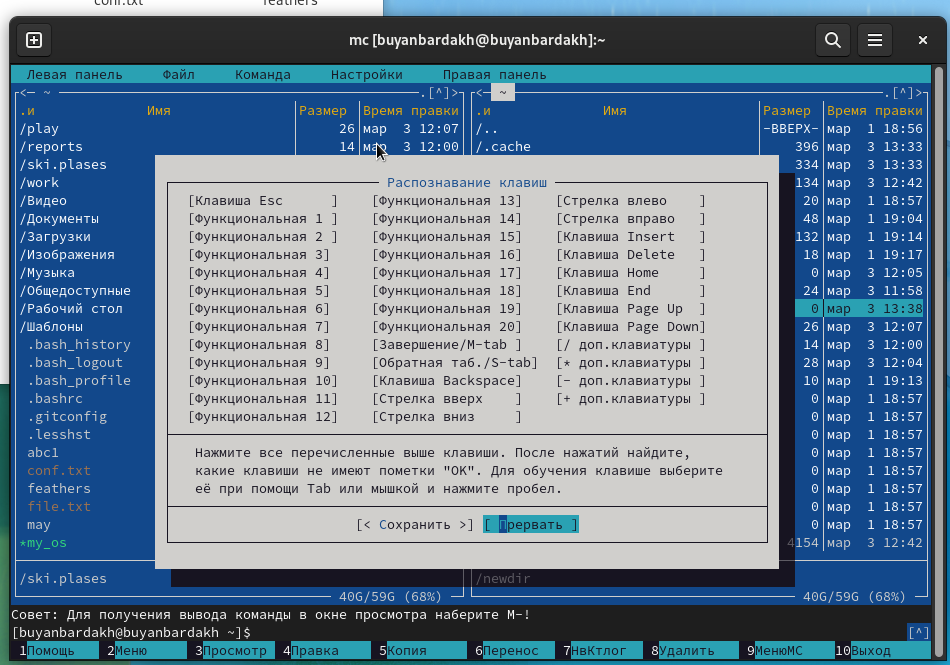 conf.txt feathers
mc [buyanbardakh@buyanbardakh]:~
Левая панель Файл Команда Настройки Правая панель
<— ~ .[^]> <— ~ .[^]>
.и Имя Размер Время правки .и Имя Размер Время правки
/play 26 мар 3 12:07 /.. -ВВЕРХ- мар 1 18:56
/reports 14 мар 3 12:00 /.cache 396 мар 3 13:33
/ski.plases 334 мар 3 13:33
/work Распознавание клавиш 134 мар 3 12:42
/Видео [Клавиша Esc ] [Функциональная 13] [Стрелка влево ] 20 мар 1 18:57
/Документы [Функциональная 1 ] [Функциональная 14] [Стрелка вправо ] 48 мар 1 19:04
/Загрузки [Функциональная 2 ] [Функциональная 15] [Клавиша Insert ] 132 мар 1 19:14
/Изображения [Функциональная 3] [Функциональная 16] [Клавиша Delete ] 18 мар 1 19:17
/Музыка [Функциональная 4] [Функциональная 17] [Клавиша Home ] 0 мар 3 12:05
/Общедоступные [Функциональная 5] [Функциональная 18] [Клавиша End ] 24 мар 3 11:58
/Рабочий стол [Функциональная 6] [Функциональная 19] [Клавиша Page Up ] 0 мар 3 13:38
/Шаблоны [Функциональная 7] [Функциональная 20] [Клавиша Page Down] 26 мар 3 12:07
.bash_history [Функциональная 8] [Завершение/M-tab ] [/ доп.клавиатуры ] 14 мар 3 12:00
.bash_logout [Функциональная 9] [Обратная таб./S-tab] [* доп.клавиатуры ] 28 мар 3 12:04
.bash_profile [Функциональная 10] [Клавиша Backspace] [- доп.клавиатуры ] 10 мар 1 19:13
.bashrc [Функциональная 11] [Стрелка вверх ] [+ доп.клавиатуры ] 0 мар 1 18:57
.gitconfig [Функциональная 12] [Стрелка вниз ] 0 мар 1 18:57
.lesshst 0 мар 1 18:57
abc1 Нажмите все перечисленные выше клавиши. После нажатий найдите, 0 мар 1 18:57
conf.txt какие клавиши не имеют пометки "OK". Для обучения клавише выберите 0 мар 1 18:57
feathers её при помощи Tab или мышкой и нажмите пробел. 0 мар 1 18:57
file.txt 0 мар 1 18:57
may [< Сохранить >] [ Прервать ] 0 мар 1 18:57
*my_os 4154 мар 3 12:42
/ski.plases /newdir
40G/59G (68%) 40G/59G (68%)
Совет: Для получения вывода команды в окне просмотра наберите M-!
[buyanbardakh@buyanbardakh ~]$ [^]
1Помощь 2Меню 3Просмотр 4Правка 5Копия 6Перенос 7НвКтлог 8Удалить 9МенюMC 10Выход